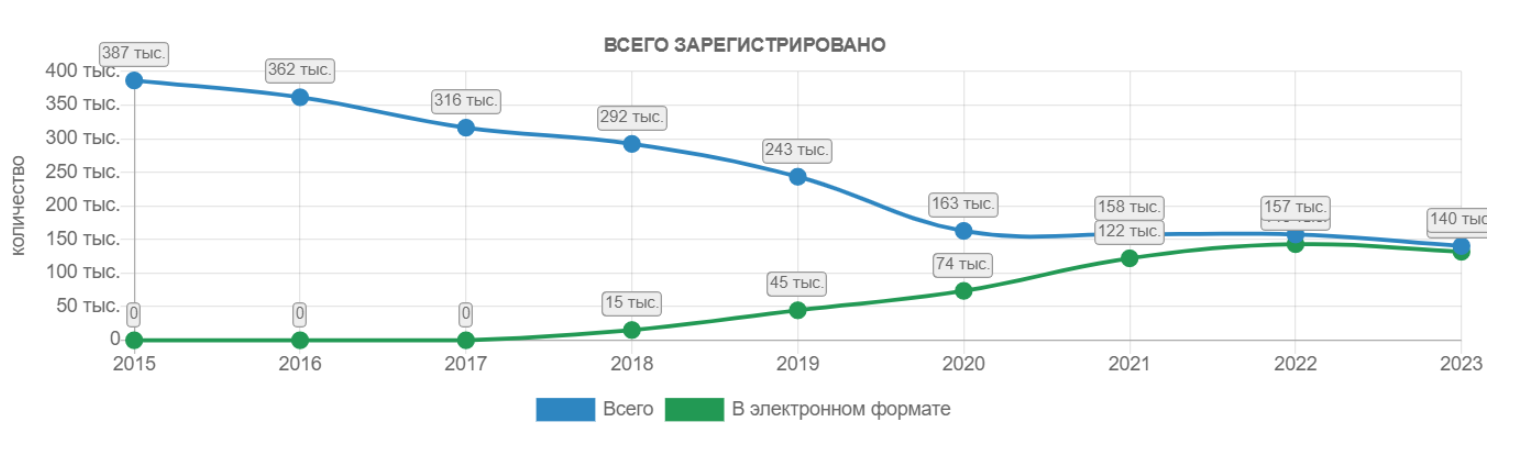 ВСЕГО ЗАРЕГИСТРИРОВАНО
387 тыс.
362 тыс.
316 тыс.
292 тыс.
243 тыс.
163 тыс.
158 тыс.
157 тыс.
140 тыс
122 тыс.
74 тыс.
45 тыс.
15 тыс.
0
0
0
400 тыс.
350 тыс.
300 тыс.
250 тыс.
200 тыс.
150 тыс.
100 тыс.
50 тыс.
0
количество
2015 2016 2017 2018 2019 2020 2021 2022 2023
Всего В электронном формате